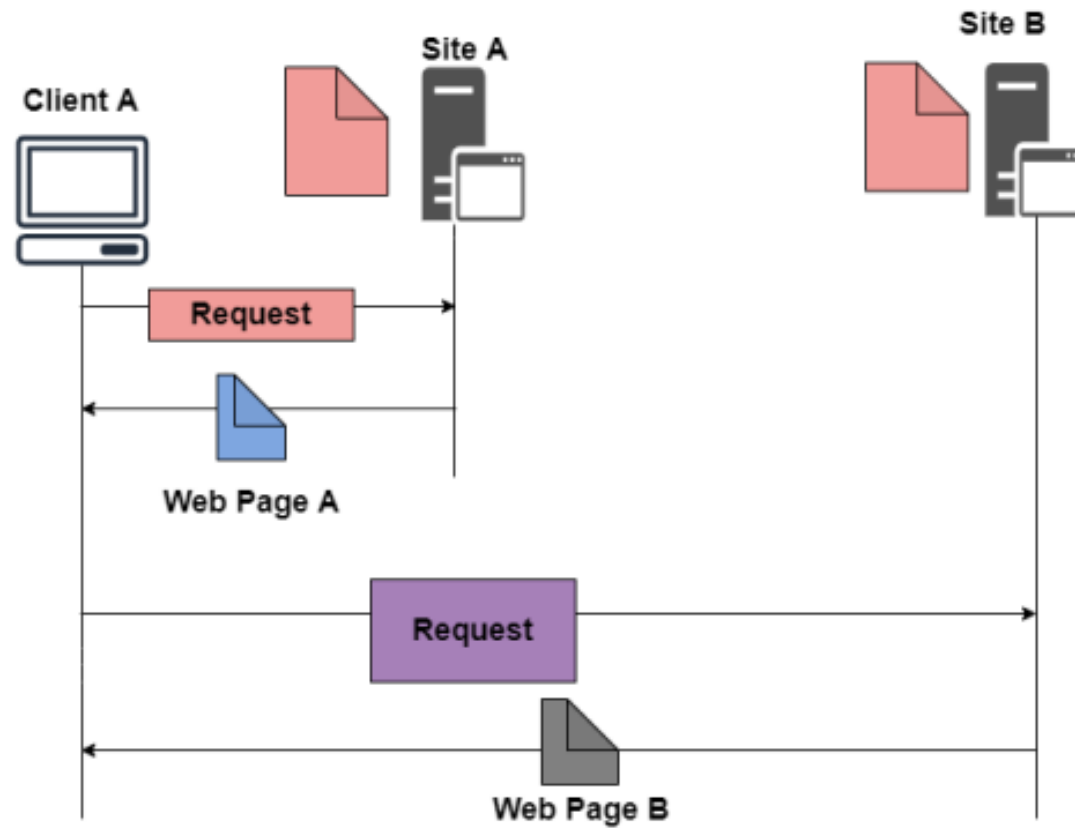 Site B
Site A
Client A
Request
Web Page A
Request
Web Page B